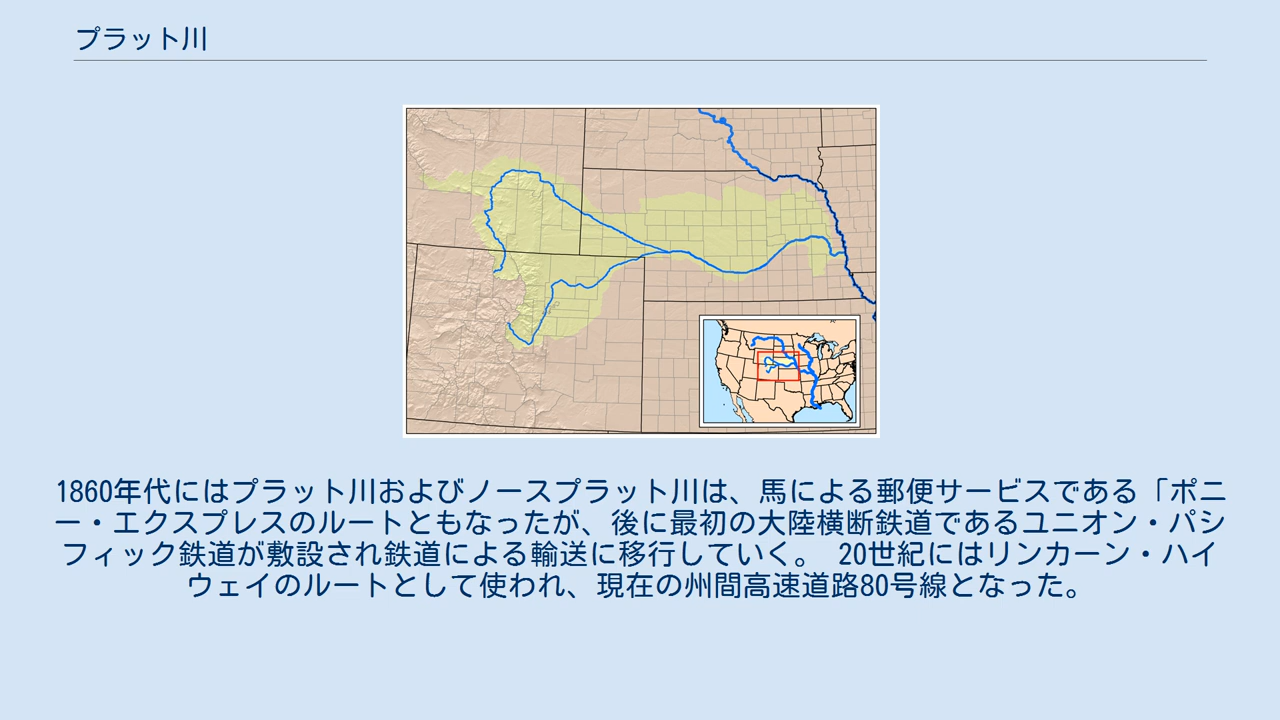 プラット川
1860年代にはプラット川およびノースプラット川は、馬による郵便サービスである「ポニ
ー・エクスプレスのルートともなったが、後に最初の大陸横断鉄道であるユニオン・パシ
フィック鉄道が敷設され鉄道による輸送に移行していく。 20世紀にはリンカーン・ハイ
ウェイのルートとして使われ、現在の州間高速道路80号線となった。